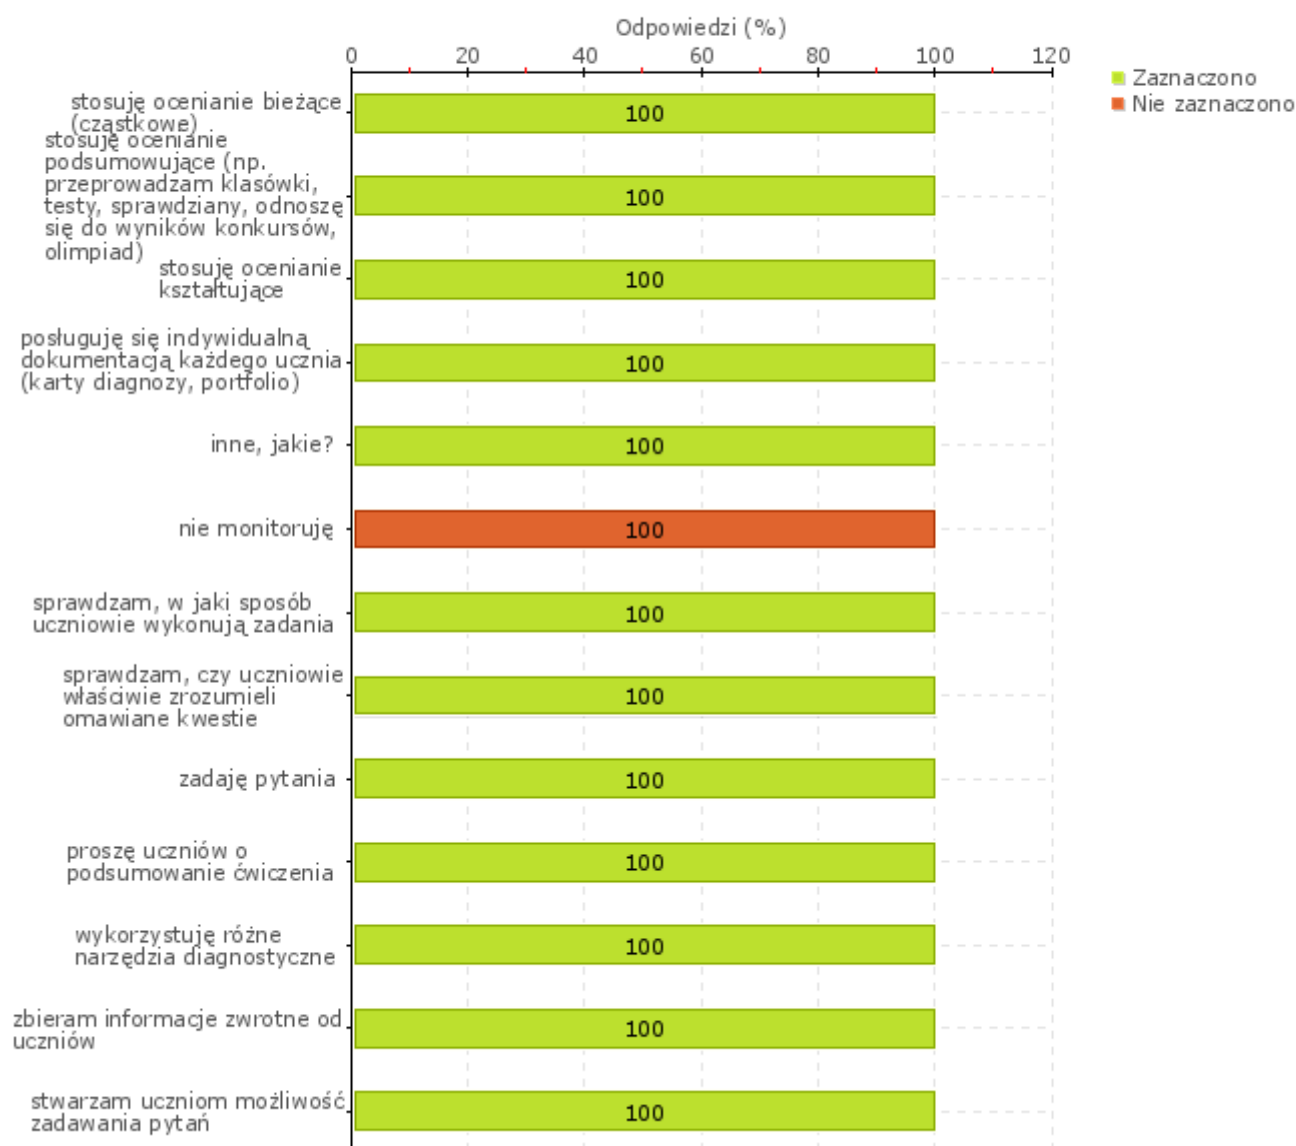 Odpowiedzi (%)
0 20 40 60 80 100 120
Zaznaczono
Nie zaznaczono
stosuję ocenianie bieżące
(cząstkowe)
100
stosuję ocenianie
podsumowujące (np.
przeprowadzam klasówki,
testy, sprawdziany, odnoszę
się do wyników konkursów,
olimpiad)
100
stosuję ocenianie
kształtujące
100
posługuję się indywidualną
dokumentacją każdego ucznia
(karty diagnozy, portfolio)
100
inne, jakie?
100
nie monitoruję
100
sprawdzam, w jaki sposób
uczniowie wykonują zadania
100
sprawdzam, czy uczniowie
właściwie zrozumieli
omawiane kwestie
100
zadaję pytania
100
proszę uczniów o
podsumowanie ćwiczenia
100
wykorzystuję różne
narzędzia diagnostyczne
100
zbieram informacje zwrotne od
uczniów
100
stwarzam uczniom możliwość
zadawania pytań
100